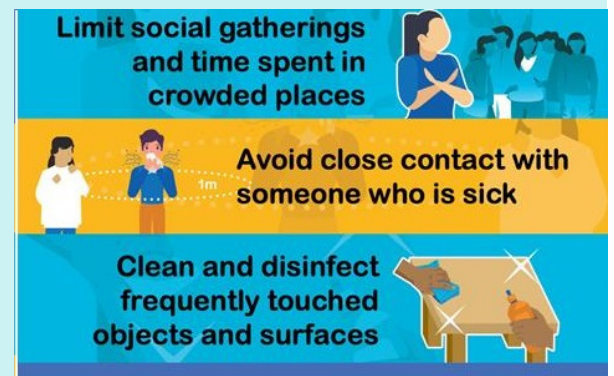 Limit social gatherings
and time spent in
crowded places
Avoid close contact with
someone who is sick
1m
Clean and disinfect
frequently touched
objects and surfaces